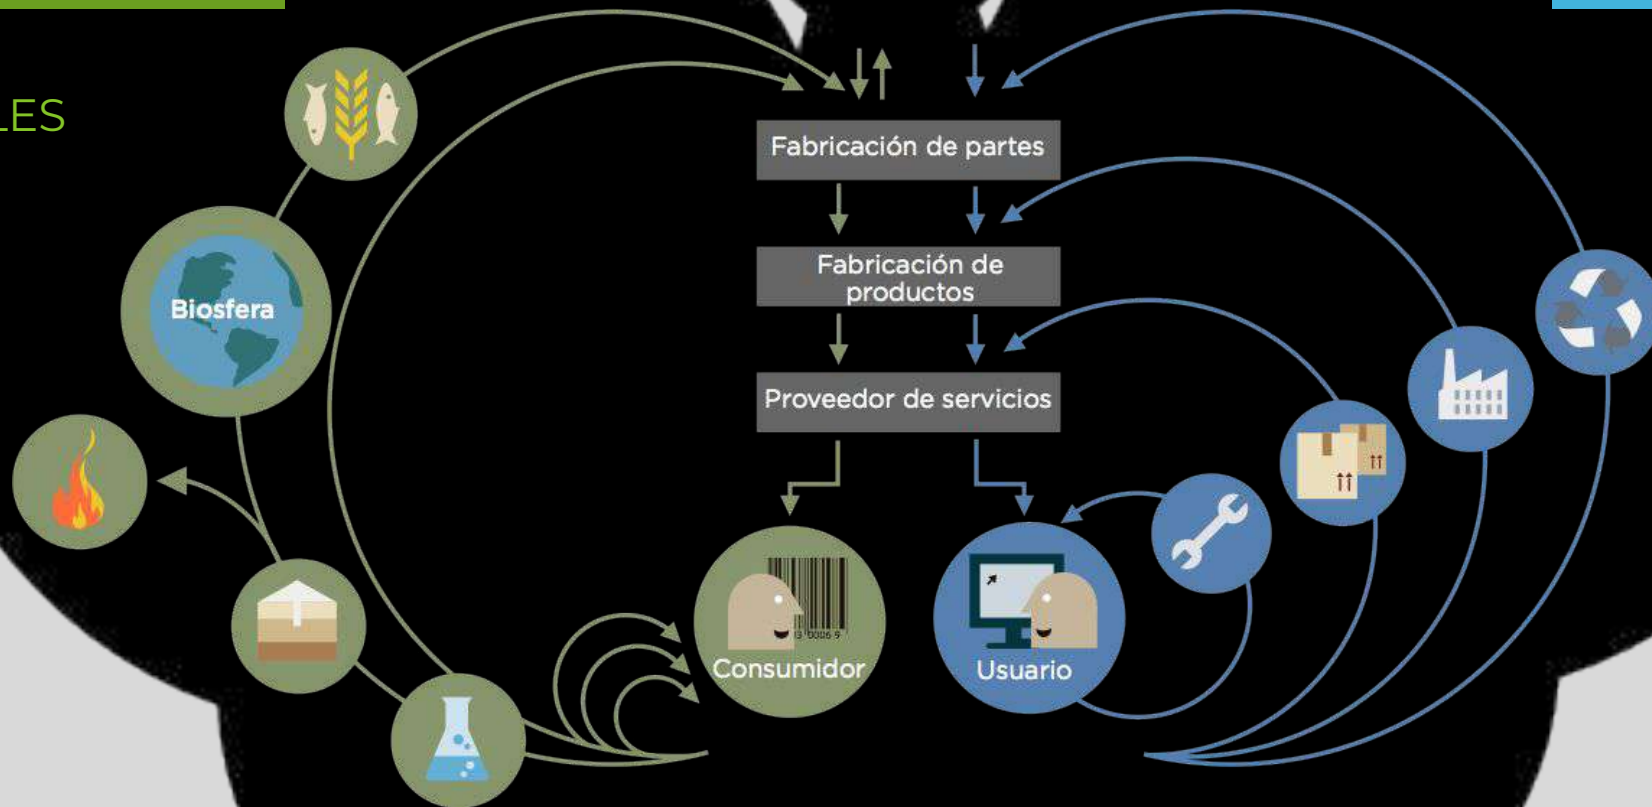 LES
Fabricación de partes
Fabricación de
productos
Proveedor de servicios
Biosfera
Consumidor
Usuario